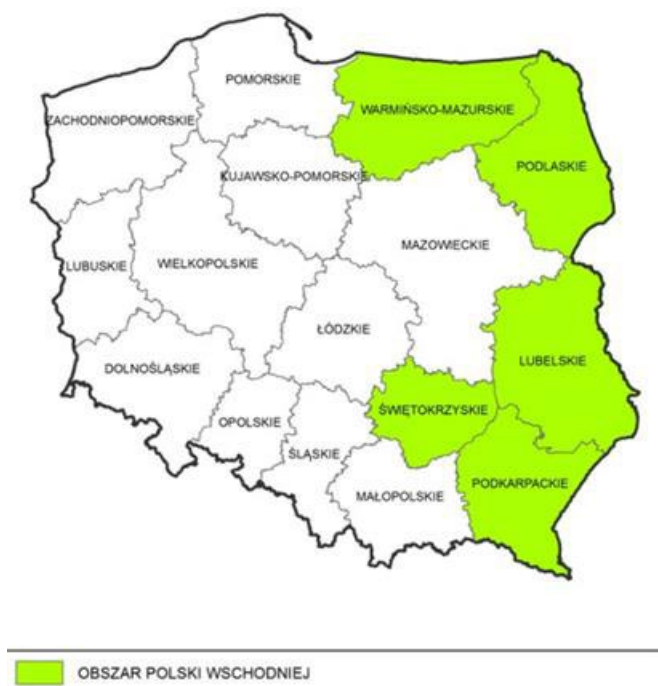 POMORSKIE
WARMIŃSKO-MAZURSKIE
ZACHODNIOPOMORSKIE
PODLASKIE
KUJAWSKO-POMORSKIE
MAZOWIECKIE
WIELKOPOLSKIE
LUBUSKIE
ŁÓDZKIE
LUBELSKIE
DOLNOŚLĄSKIE
ŚWIĘTOKRZYSKIE
OPOLSKIE
ŚLĄSKIE
PODKARPACKIE
MAŁOPOLSKIE
OBSZAR POLSKI WSCHODNIEJ